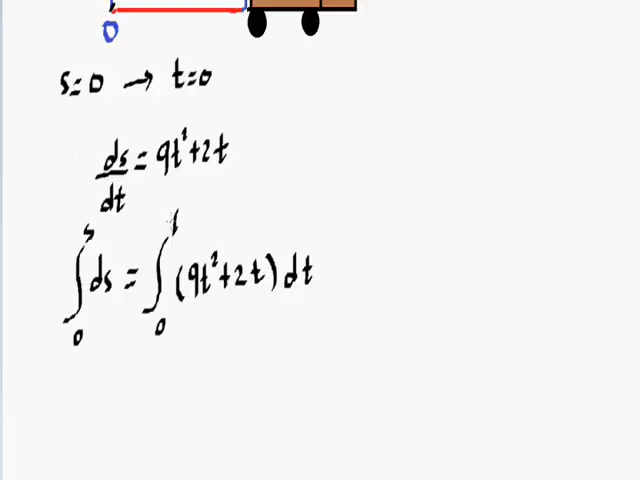 0
s=0 → t=0
ds/dt = 9t²+2t
∫₀ˢ ds = ∫₀ᵗ (9t²+2t) dt